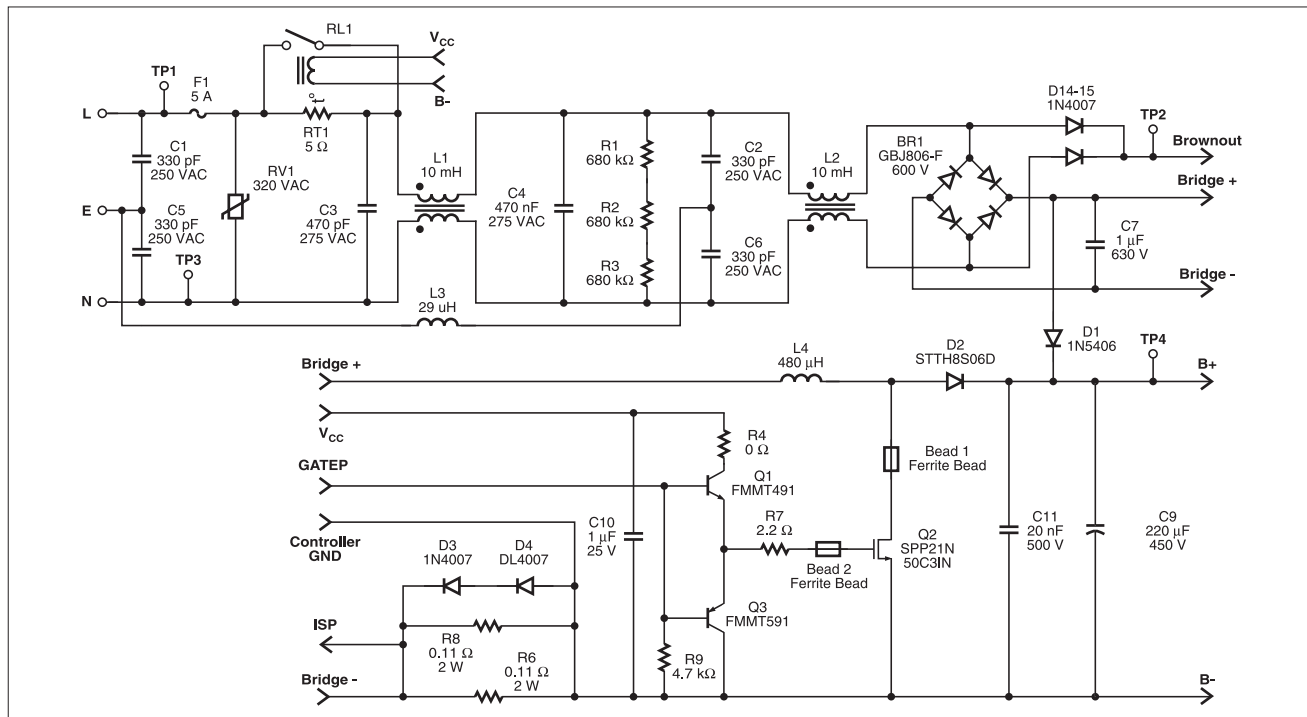 RL1
V_CC
B-
TP1
F1
5 A
L
t°
RT1
5 Ω
C1
330 pF
250 VAC
RV1
320 VAC
E
C5
330 pF
250 VAC
C3
470 pF
275 VAC
TP3
N
L1
10 mH
C4
470 nF
275 VAC
R1
680 kΩ
R2
680 kΩ
R3
680 kΩ
C2
330 pF
250 VAC
C6
330 pF
250 VAC
L3
29 uH
L2
10 mH
BR1
GBJ806-F
600 V
D14-15
1N4007
TP2
Brownout
Bridge +
C7
1 µF
630 V
Bridge -
D1
1N5406
TP4
B+
Bridge +
L4
480 µH
D2
STTH8S06D
V_CC
GATEP
Controller
GND
R4
0 Ω
Q1
FMMT491
Bead 1
Ferrite Bead
C10
1 µF
25 V
R7
2.2 Ω
Bead 2
Ferrite Bead
Q2
SPP21N
50C3IN
C11
20 nF
500 V
C9
220 µF
450 V
D3
1N4007
D4
DL4007
Q3
FMMT591
ISP
R8
0.11 Ω
2 W
R6
0.11 Ω
2 W
R9
4.7 kΩ
Bridge -
B-